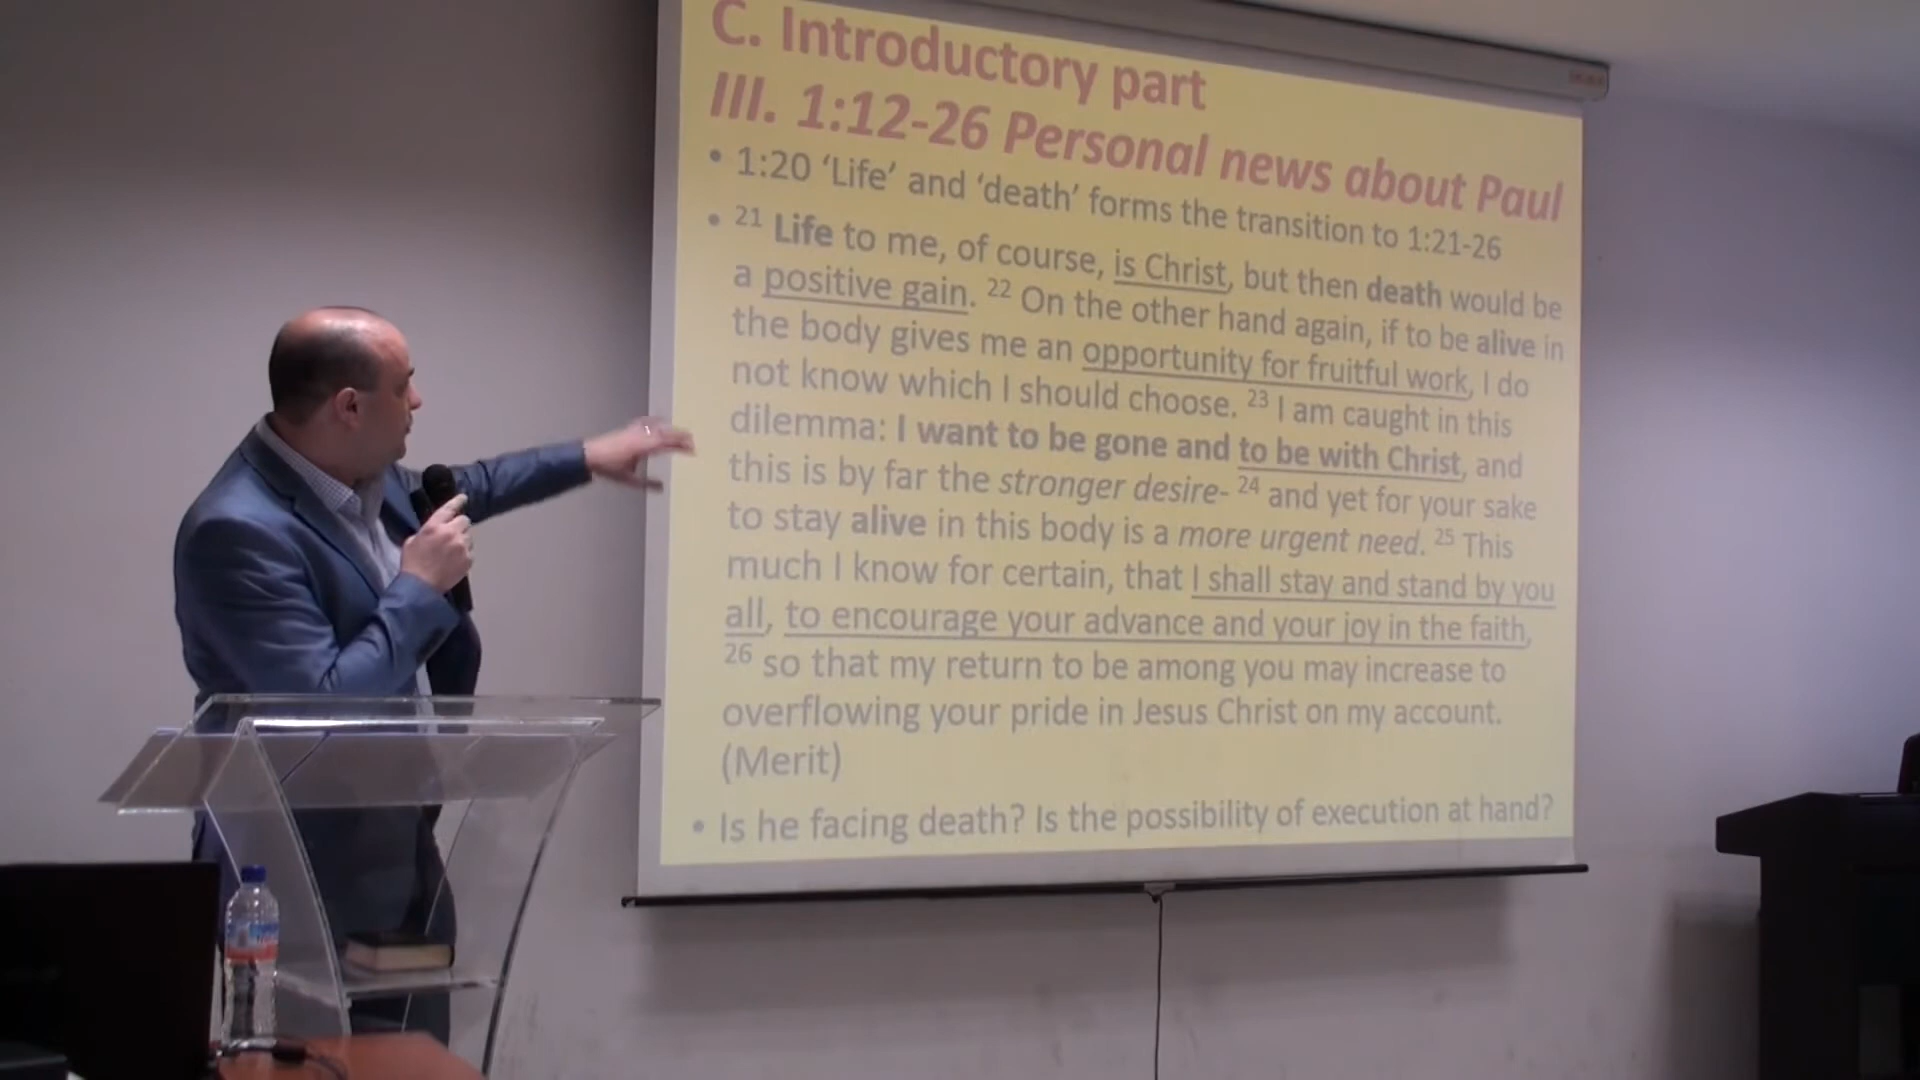 C. Introductory part
III. 1:12-26 Personal news about Paul
• 1:20 ‘Life’ and ‘death’ forms the transition to 1:21-26
• 21 Life to me, of course, is Christ, but then death would be
a positive gain. 22 On the other hand again, if to be alive in
the body gives me an opportunity for fruitful work, I do
not know which I should choose. 23 I am caught in this
dilemma: I want to be gone and to be with Christ, and
this is by far the stronger desire- 24 and yet for your sake
to stay alive in this body is a more urgent need. 25 This
much I know for certain, that I shall stay and stand by you
all, to encourage your advance and your joy in the faith,
26 so that my return to be among you may increase to
overflowing your pride in Jesus Christ on my account.
(Merit)
• Is he facing death? Is the possibility of execution at hand?